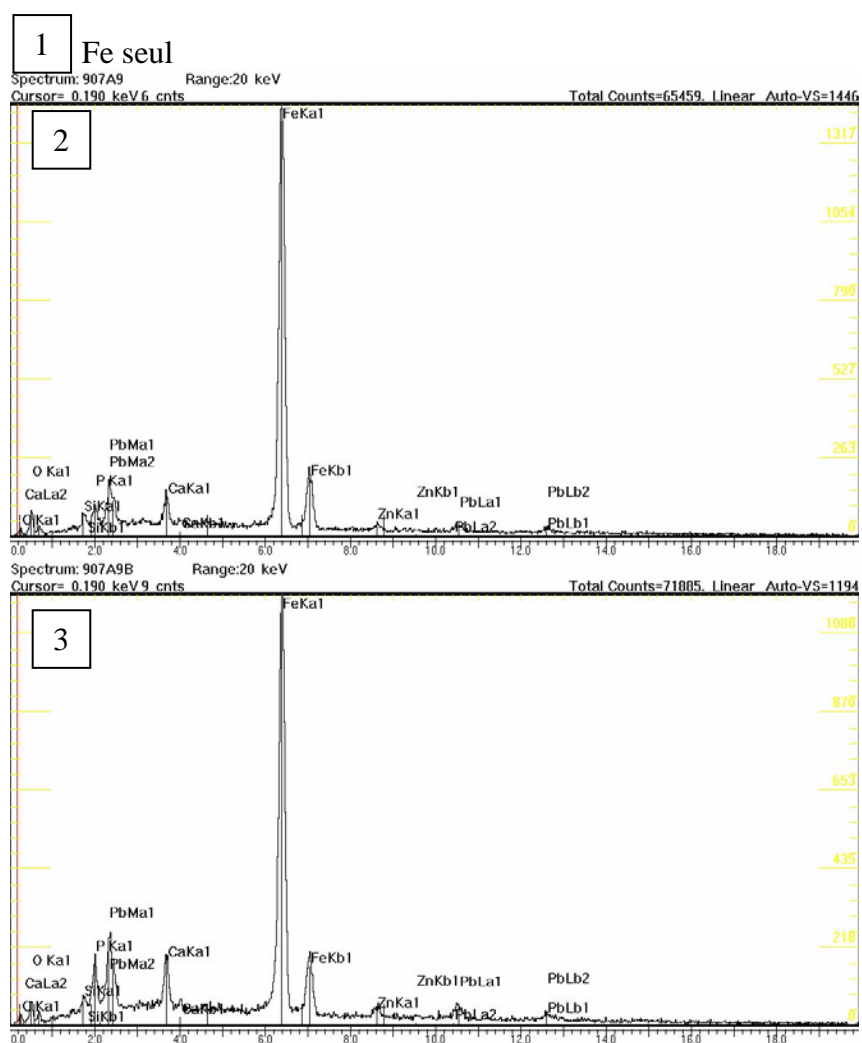 1 Fe seul
Spectrum: 907A9 Range:20 keV
Cursor= 0.190 keV 6 cnts Total Counts=65459. Linear Auto-VS=1446
2
FeKa1
1317
1054
790
527
263
0
PbMa1
PbMa2
O Ka1
P Ka1
CaKa1
FeKb1
CaLa2
SiKa1
ZnKb1
PbLa1
PbLb2
ZnKa1
SiKb1
CaKb1
PbLa2
PbLb1
0.0 2.0 4.0 6.0 8.0 10.0 12.0 14.0 16.0 18.0
Spectrum: 907A9B Range:20 keV
Cursor= 0.190 keV 9 cnts Total Counts=71885. Linear Auto-VS=1194
3
FeKa1
1088
870
653
435
218
0
PbMa1
O Ka1
P Ka1
CaKa1
PbMa2
FeKb1
CaLa2
SiKa1
ZnKb1
PbLa1
PbLb2
ZnKa1
SiKb1
CaKb1
PbLa2
PbLb1
0.0 2.0 4.0 6.0 8.0 10.0 12.0 14.0 16.0 18.0